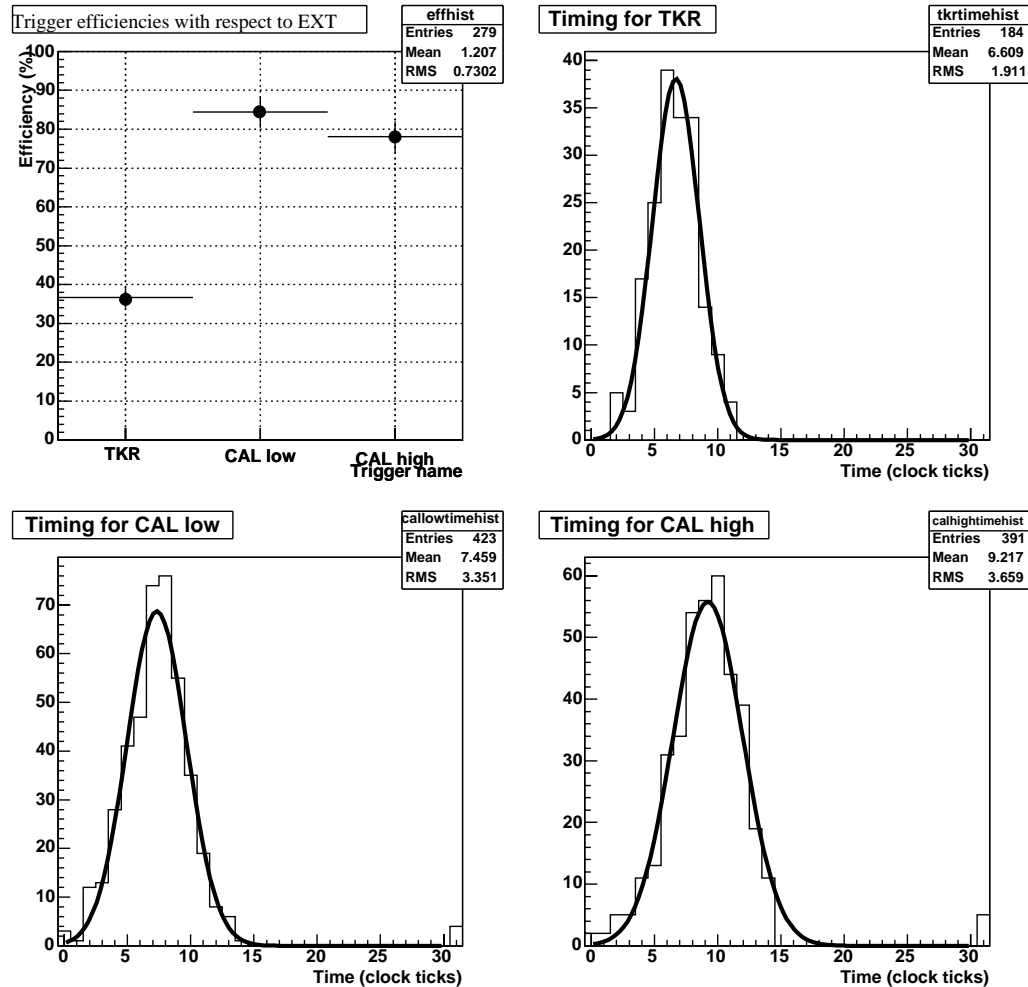 Trigger efficiencies with respect to EXT
effhist
Entries 279
Mean 1.207
RMS 0.7302
Efficiency (%)
100
90
80
70
60
50
40
30
20
10
0
TKR
CAL low
CAL high
Trigger name
Timing for TKR
tkrtimehist
Entries 184
Mean 6.609
RMS 1.911
40
35
30
25
20
15
10
5
0
0 5 10 15 20 25 30
Time (clock ticks)
Timing for CAL low
callowtimehist
Entries 423
Mean 7.459
RMS 3.351
70
60
50
40
30
20
10
0
0 5 10 15 20 25 30
Time (clock ticks)
Timing for CAL high
calhightimehist
Entries 391
Mean 9.217
RMS 3.659
60
50
40
30
20
10
0
0 5 10 15 20 25 30
Time (clock ticks)